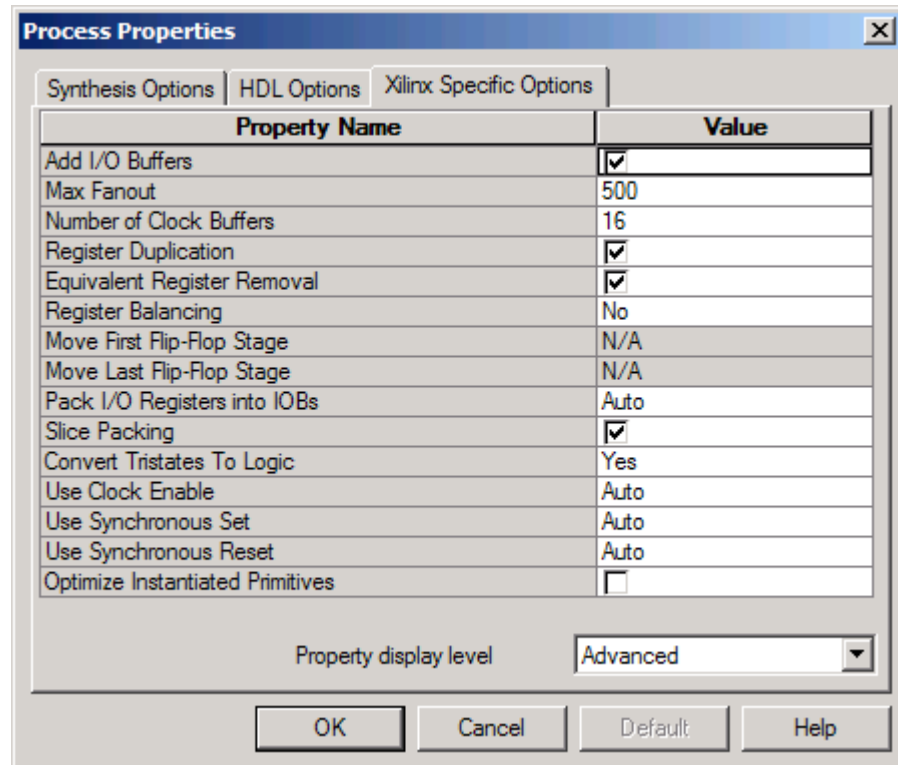 Process Properties
Synthesis Options HDL Options Xilinx Specific Options
Property Name Value
Add I/O Buffers
Max Fanout 500
Number of Clock Buffers 16
Register Duplication
Equivalent Register Removal
Register Balancing No
Move First Flip-Flop Stage N/A
Move Last Flip-Flop Stage N/A
Pack I/O Registers into IOBs Auto
Slice Packing
Convert Tristates To Logic Yes
Use Clock Enable Auto
Use Synchronous Set Auto
Use Synchronous Reset Auto
Optimize Instantiated Primitives
Property display level Advanced
OK Cancel Default Help